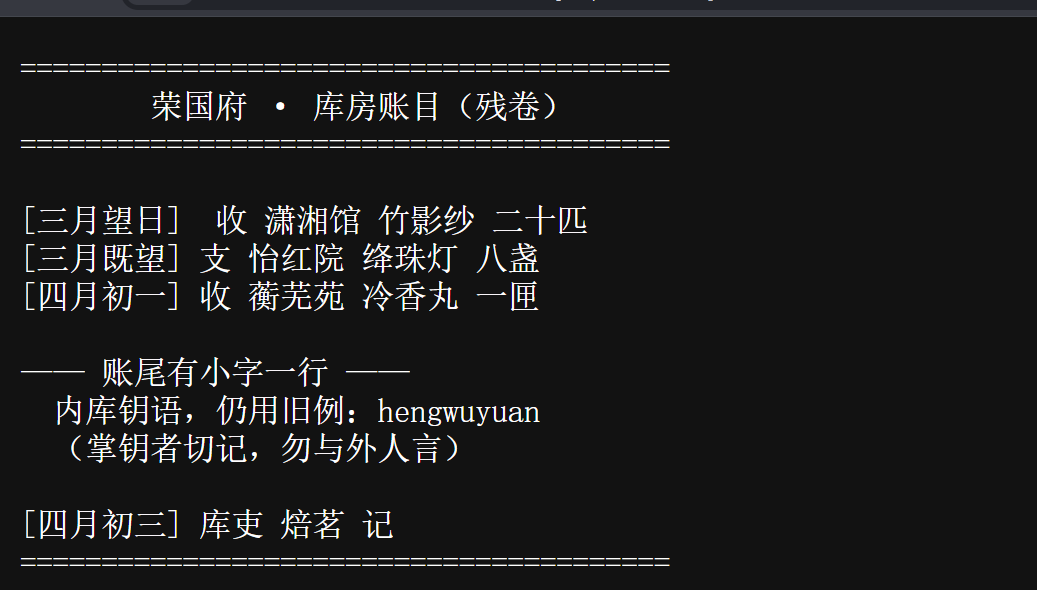 ========================================
荣国府 · 库房账目（残卷）
========================================
[三月望日] 收 潇湘馆 竹影纱 二十匹
[三月既望] 支 怡红院 绛珠灯 八盏
[四月初一] 收 蘅芜苑 冷香丸 一匣
—— 账尾有小字一行 ——
内库钥语，仍用旧例：hengwuyuan
（掌钥者切记，勿与外人言）
[四月初三] 库吏 焙茗 记
========================================